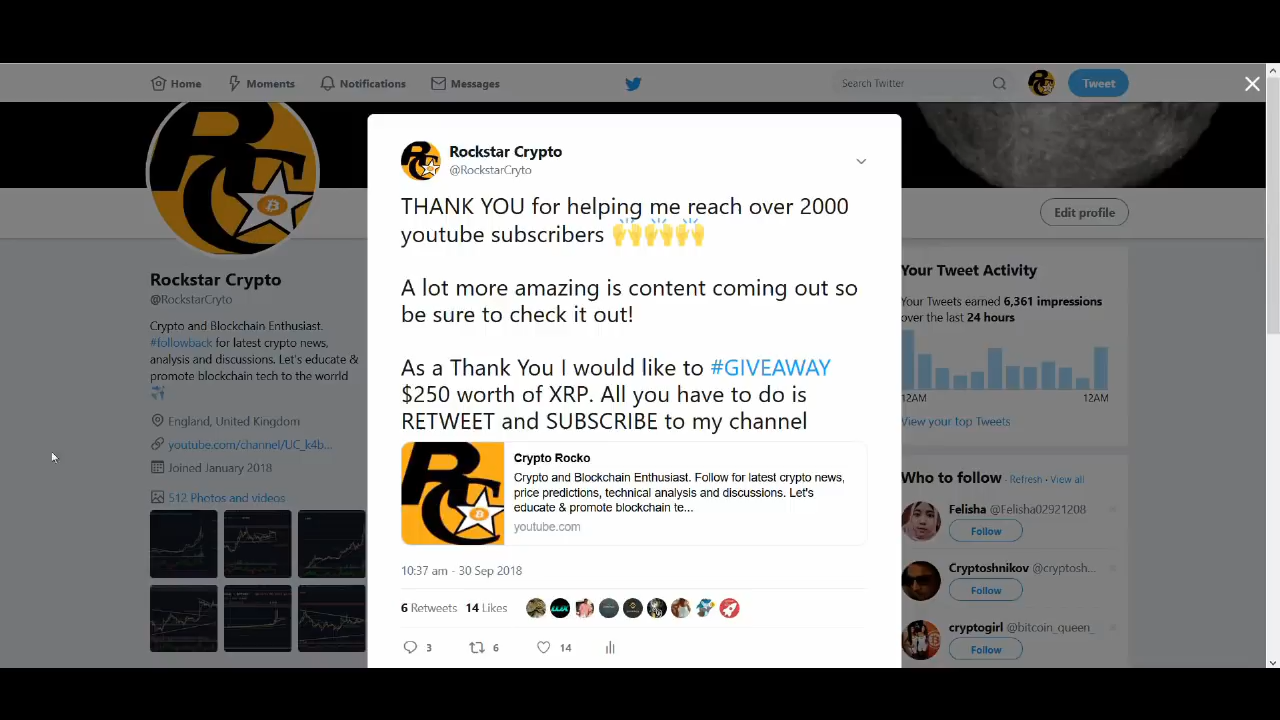 Home
Moments
Notifications
Messages
Search Twitter
Tweet
Rockstar Crypto
@RockstarCryto
Crypto and Blockchain Enthusiast.
#followback for latest crypto news,
analysis and discussions. Let's educate &
promote blockchain tech to the worrld
England, United Kingdom
youtube.com/channel/UC_k4b...
Joined January 2018
512 Photos and videos
Rockstar Crypto
@RockstarCryto
THANK YOU for helping me reach over 2000
youtube subscribers 🙌🙌🙌
A lot more amazing is content coming out so
be sure to check it out!
As a Thank You I would like to #GIVEAWAY
$250 worth of XRP. All you have to do is
RETWEET and SUBSCRIBE to my channel
Crypto Rocko
Crypto and Blockchain Enthusiast. Follow for latest crypto news,
price predictions, technical analysis and discussions. Let's
educate & promote blockchain te...
youtube.com
10:37 am - 30 Sep 2018
6 Retweets 14 Likes
3 6 14
Edit profile
Your Tweet Activity
Your Tweets earned 6,361 impressions
over the last 24 hours
12AM 12AM
View your top Tweets
Who to follow · Refresh · View all
Felisha @Felisha02921208
Follow
Cryptoshnikov @cryptosh...
Follow
cryptogirl @bitcoin_queen_
Follow